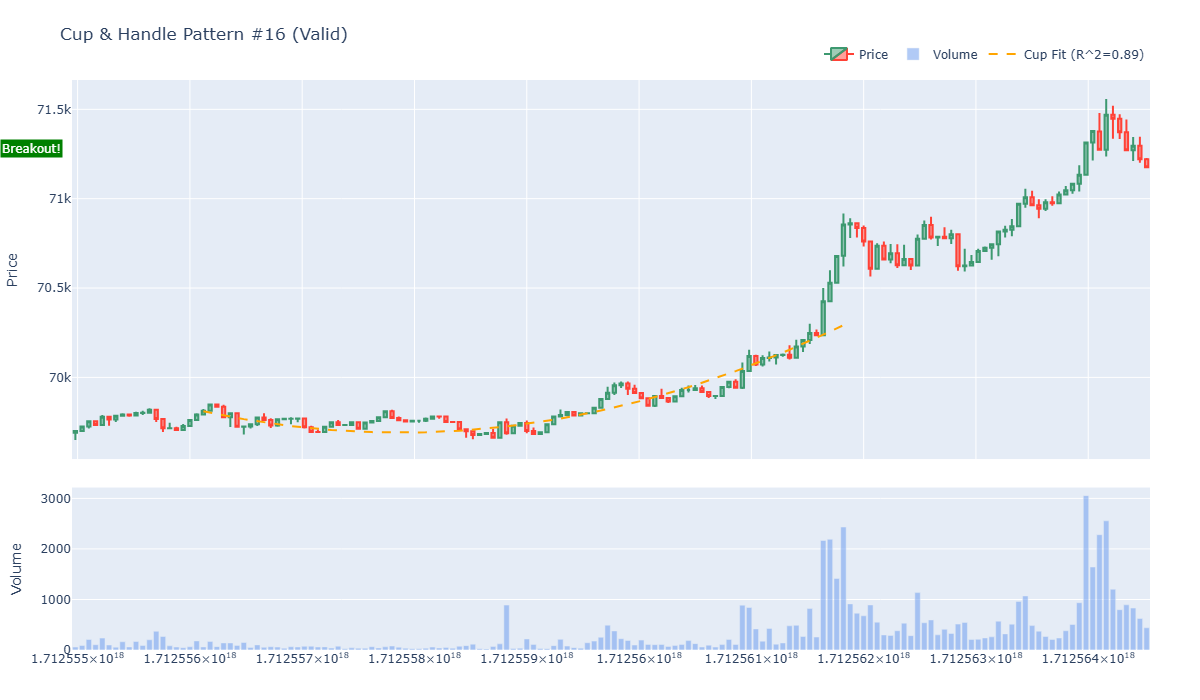 Cup & Handle Pattern #16 (Valid)
Price
Volume
Cup Fit (R^2=0.89)
71.5k
Breakout!
71k
70.5k
70k
Price
3000
2000
1000
0
Volume
1.712555×10¹⁸
1.712556×10¹⁸
1.712557×10¹⁸
1.712558×10¹⁸
1.712559×10¹⁸
1.71256×10¹⁸
1.712561×10¹⁸
1.712562×10¹⁸
1.712563×10¹⁸
1.712564×10¹⁸